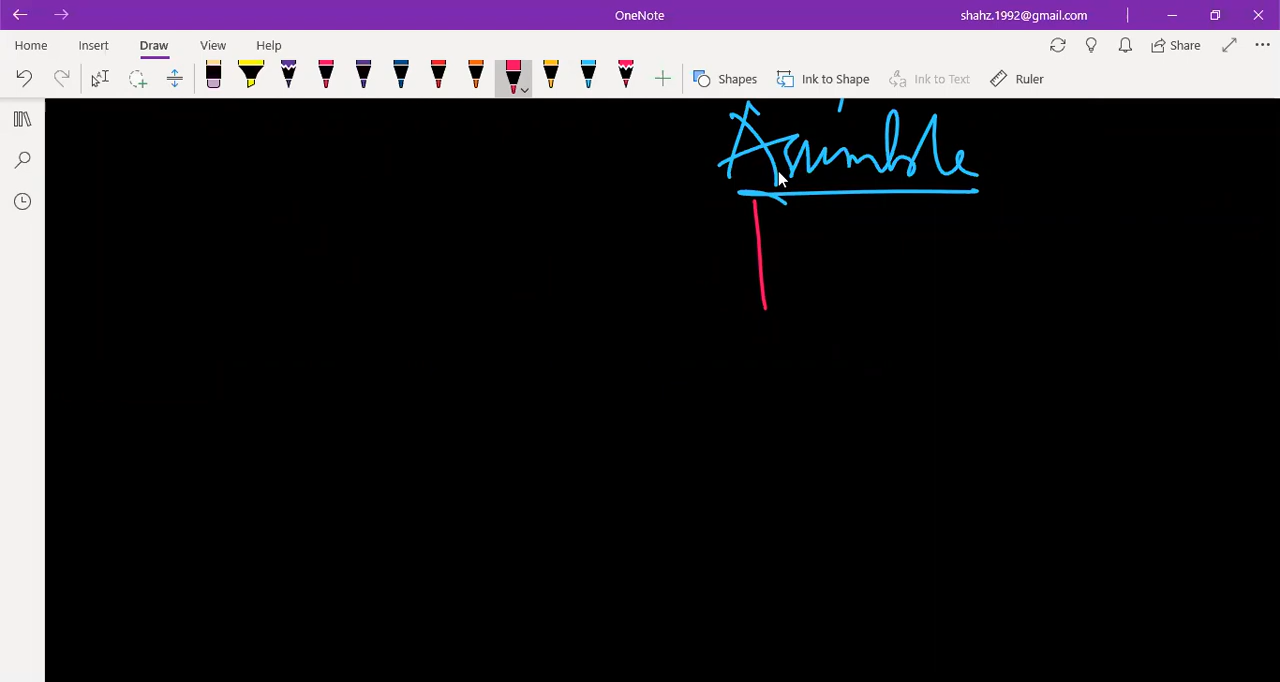 OneNote
shahz.1992@gmail.com
Home Insert Draw View Help
Share
Shapes
Ink to Shape
Ink to Text
Ruler